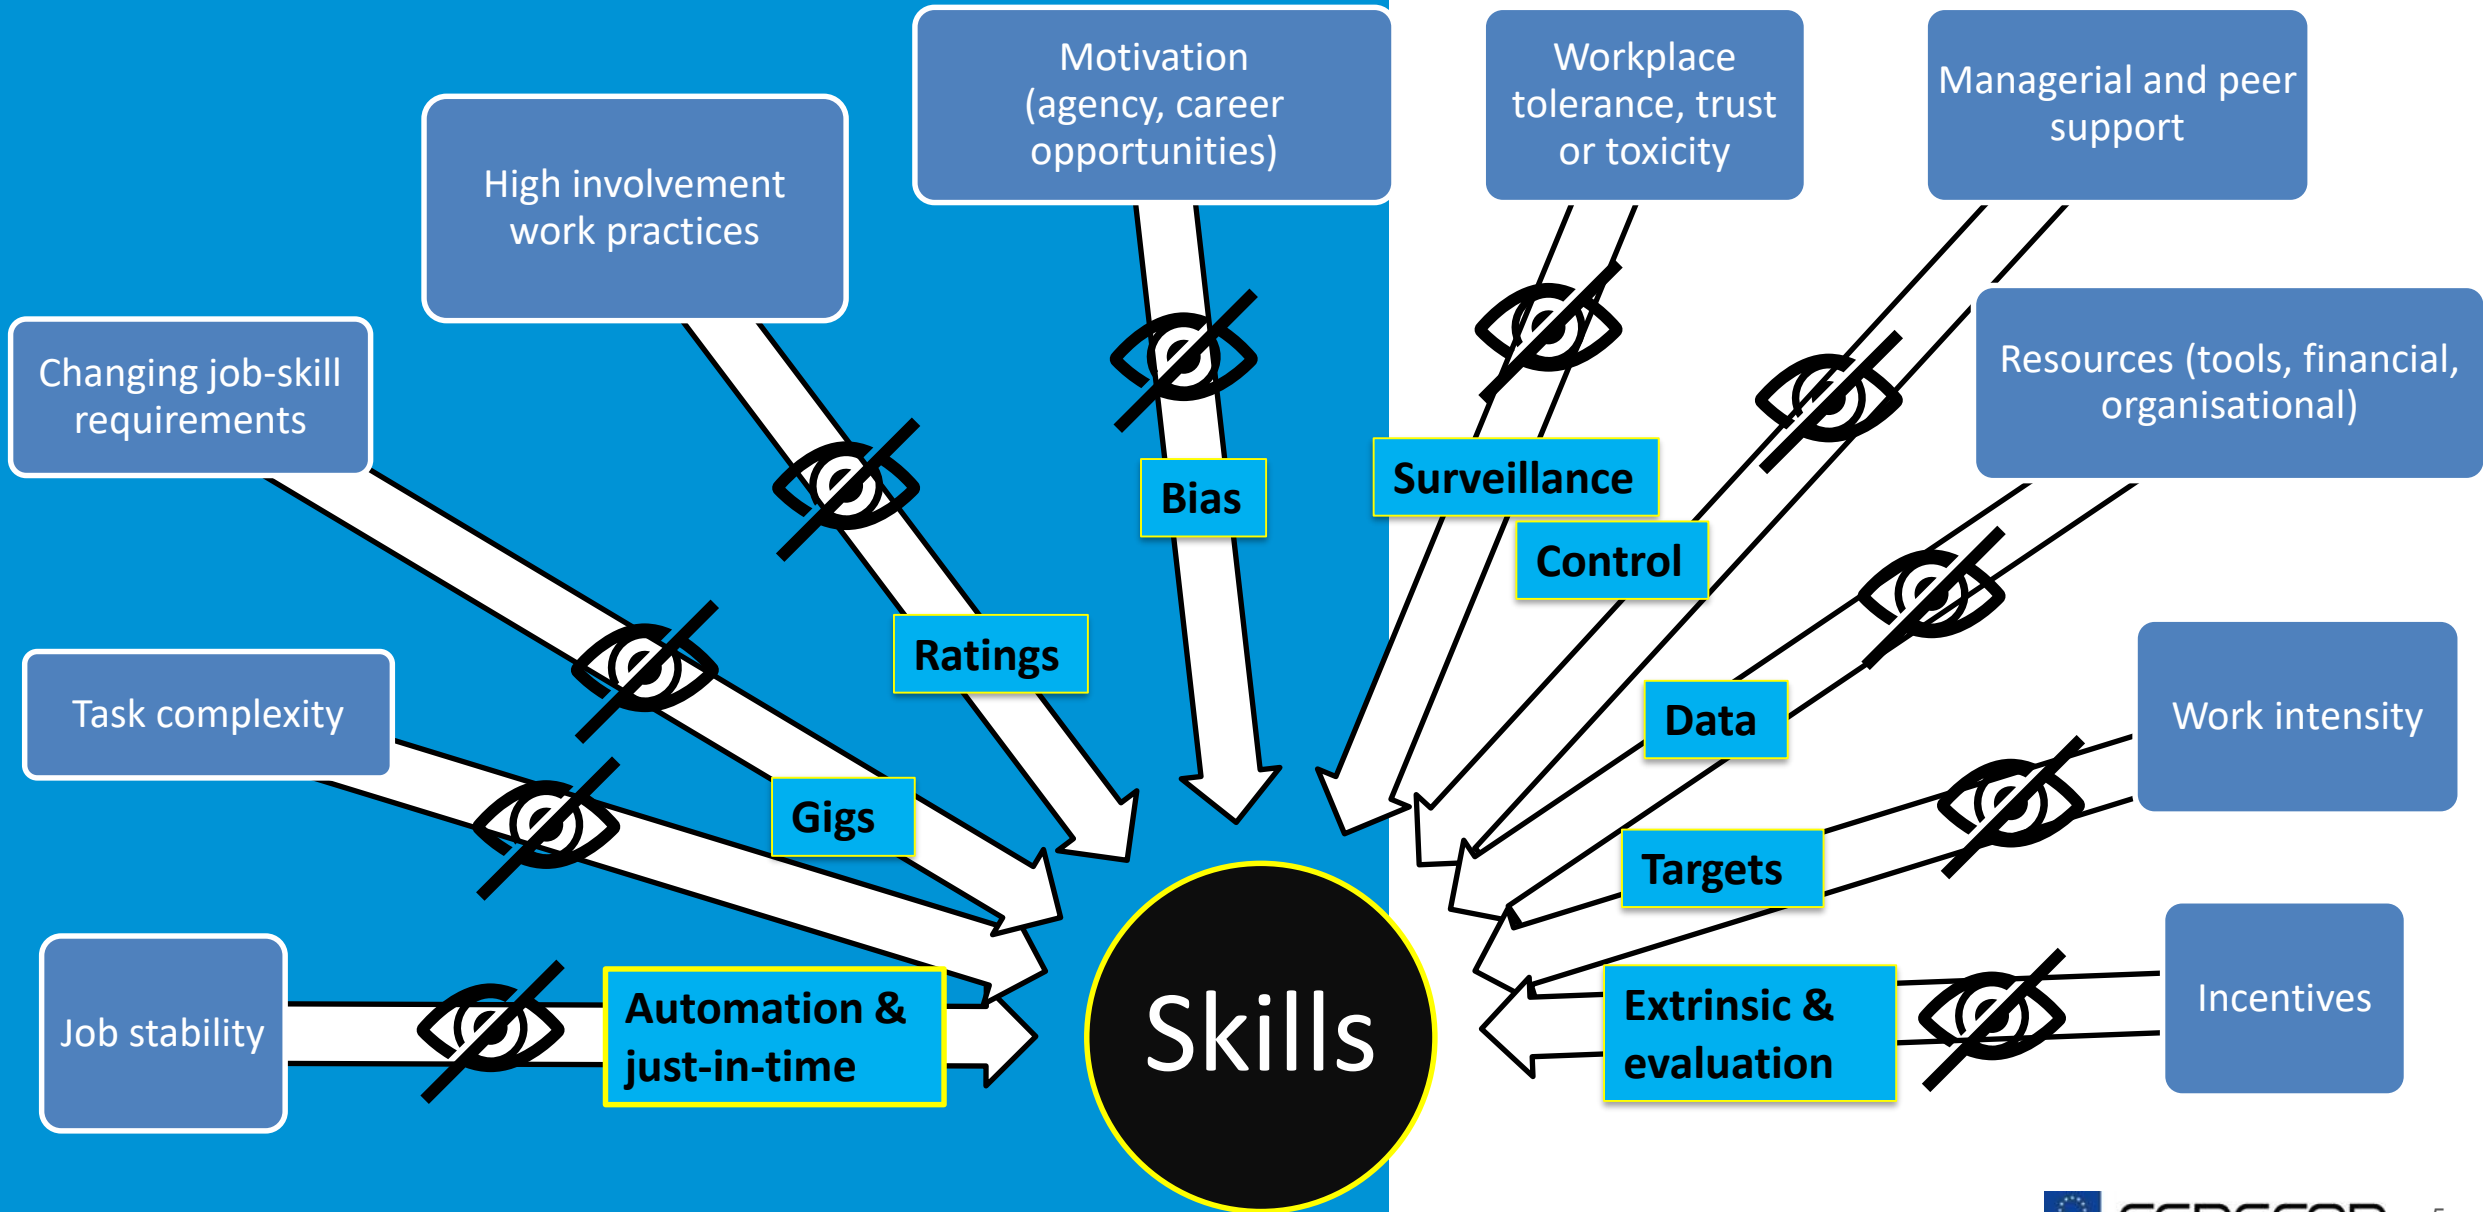 Motivation
(agency, career
opportunities)
Workplace
tolerance, trust
or toxicity
Managerial and peer
support
High involvement
work practices
Changing job-skill
requirements
Resources (tools, financial,
organisational)
Bias
Surveillance
Control
Ratings
Task complexity
Data
Work intensity
Gigs
Targets
Job stability
Automation &
just-in-time
Skills
Extrinsic &
evaluation
Incentives